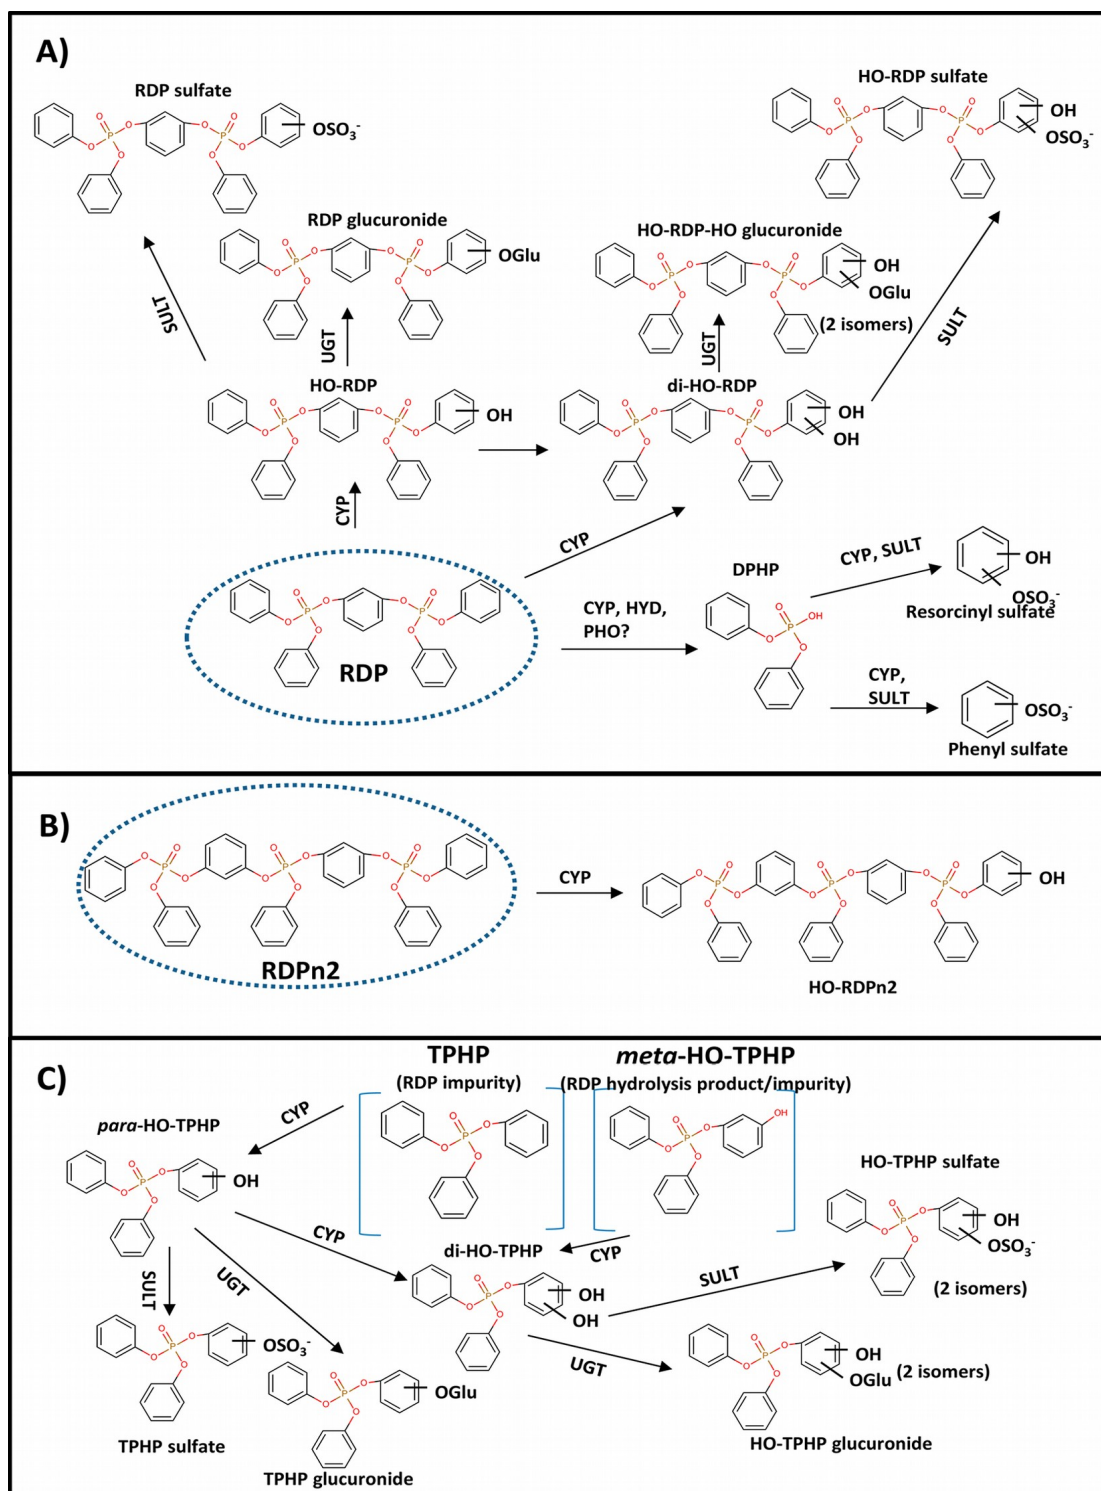 A)
RDP sulfate
OSO₃⁻
HO-RDP sulfate
OH
OSO₃⁻
RDP glucuronide
OGlu
HO-RDP-HO glucuronide
OH
OGlu
(2 isomers)
SULT
UGT
UGT
SULT
HO-RDP
OH
di-HO-RDP
OH
OH
CYP
CYP
RDP
CYP, HYD,
PHO?
DPHP
OH
CYP, SULT
OH
OSO₃⁻
Resorcinyl sulfate
CYP,
SULT
OSO₃⁻
Phenyl sulfate
B)
RDPn2
CYP
OH
HO-RDPn2
C)
TPHP
(RDP impurity)
meta-HO-TPHP
(RDP hydrolysis product/impurity)
OH
CYP
para-HO-TPHP
OH
CYP
CYP
di-HO-TPHP
OH
OH
SULT
HO-TPHP sulfate
OH
OSO₃⁻
(2 isomers)
SULT
UGT
OSO₃⁻
TPHP sulfate
OGlu
TPHP glucuronide
UGT
OH
OGlu
(2 isomers)
HO-TPHP glucuronide